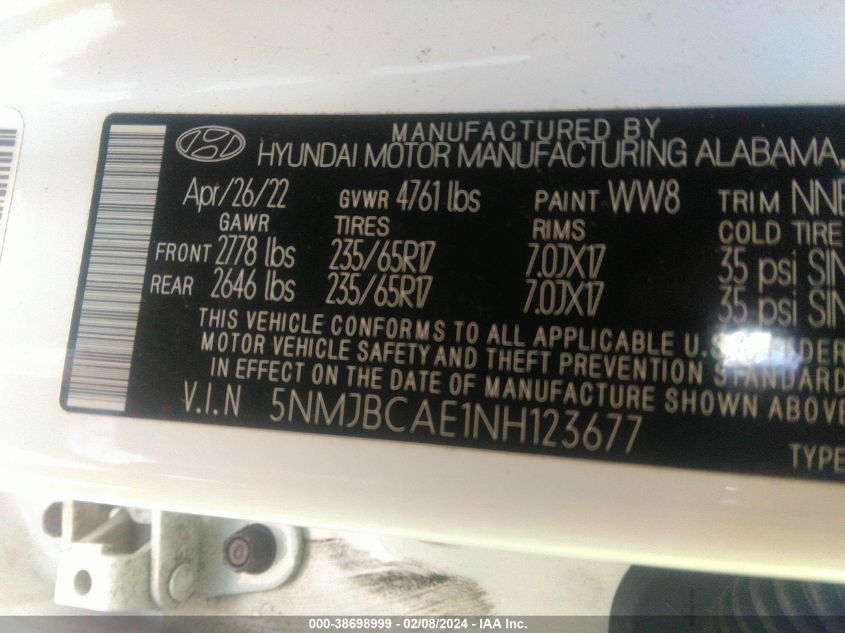 MANUFACTURED BY
HYUNDAI MOTOR MANUFACTURING ALABAMA,
Apr/26/22 GVWR 4761 lbs PAINT WW8 TRIM
GAWR TIRES RIMS COLD TIRE
FRONT 2778 lbs 235/65R17 7.0JX17 35 psi SIN
REAR 2646 lbs 235/65R17 7.0JX17 35 psi SIN
THIS VEHICLE CONFORMS TO ALL APPLICABLE
MOTOR VEHICLE SAFETY AND THEFT PREVENTION STANDARD
IN EFFECT ON THE DATE OF MANUFACTURE SHOWN ABOVE
V.I.N 5NMJBCAE1NH123677
TYPE
000-38698999 — 02/08/2024 — IAA Inc.